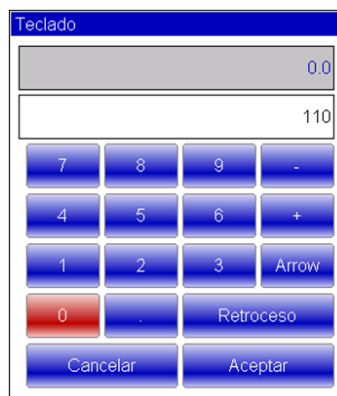 Teclado
0.0
110
7 8 9 -
4 5 6 +
1 2 3 Arrow
0 . Retroceso
Cancelar Aceptar